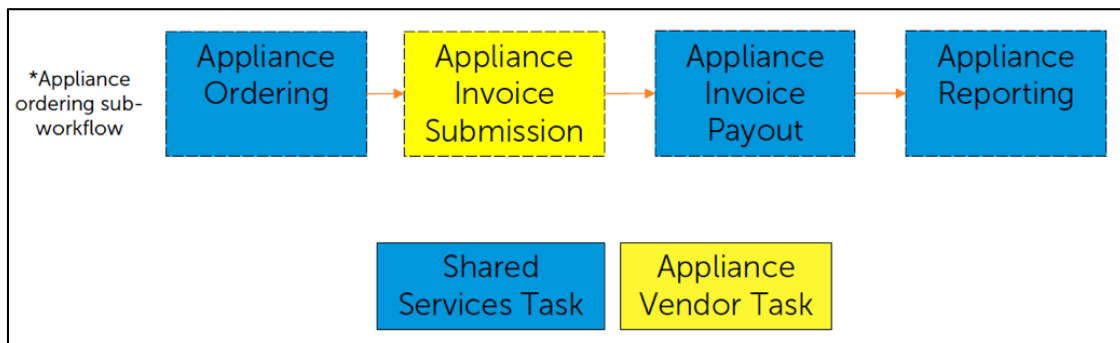 *Appliance
ordering sub-
workflow
Appliance
Ordering
Appliance
Invoice
Submission
Appliance
Invoice
Payout
Appliance
Reporting
Shared
Services Task
Appliance
Vendor Task